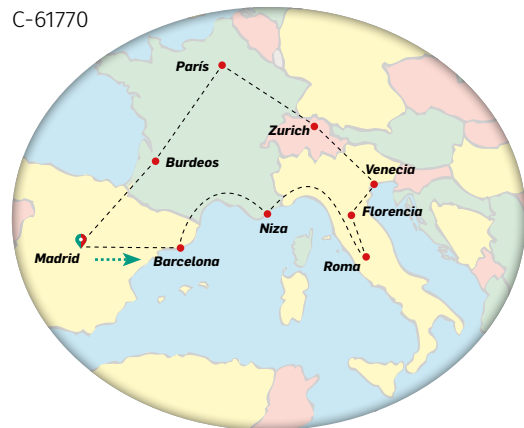 C-61770
París
Zurich
Burdeos
Venecia
Florencia
Niza
Madrid
Barcelona
Roma